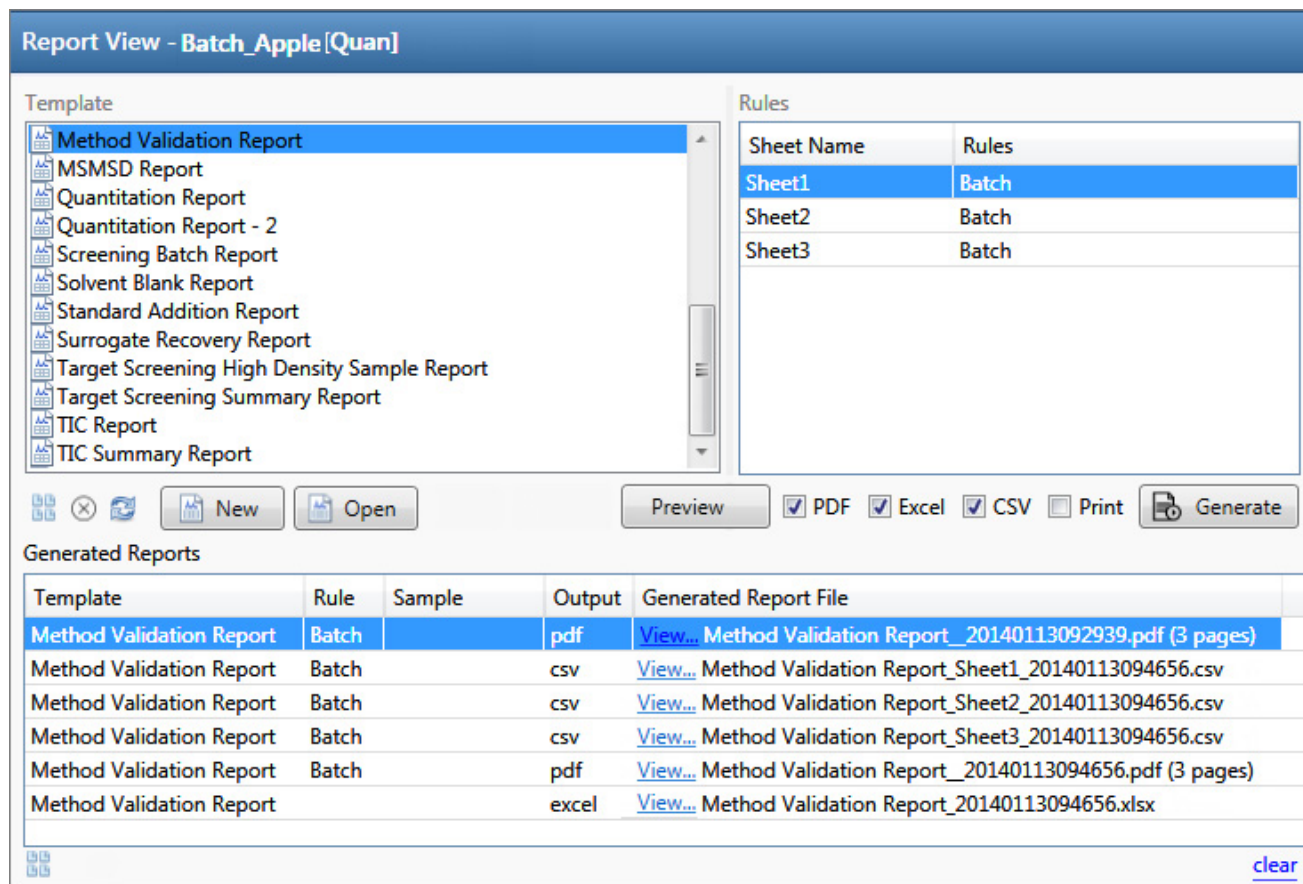 Report View - Batch_Apple[Quan]
Template
Method Validation Report
MSMSD Report
Quantitation Report
Quantitation Report - 2
Screening Batch Report
Solvent Blank Report
Standard Addition Report
Surrogate Recovery Report
Target Screening High Density Sample Report
Target Screening Summary Report
TIC Report
TIC Summary Report
Rules
Sheet Name Rules
Sheet1 Batch
Sheet2 Batch
Sheet3 Batch
New Open Preview PDF Excel CSV Print Generate
Generated Reports
Template Rule Sample Output Generated Report File
Method Validation Report Batch pdf View... Method Validation Report__20140113092939.pdf (3 pages)
Method Validation Report Batch csv View... Method Validation Report_Sheet1_20140113094656.csv
Method Validation Report Batch csv View... Method Validation Report_Sheet2_20140113094656.csv
Method Validation Report Batch csv View... Method Validation Report_Sheet3_20140113094656.csv
Method Validation Report Batch pdf View... Method Validation Report__20140113094656.pdf (3 pages)
Method Validation Report excel View... Method Validation Report_20140113094656.xlsx
clear